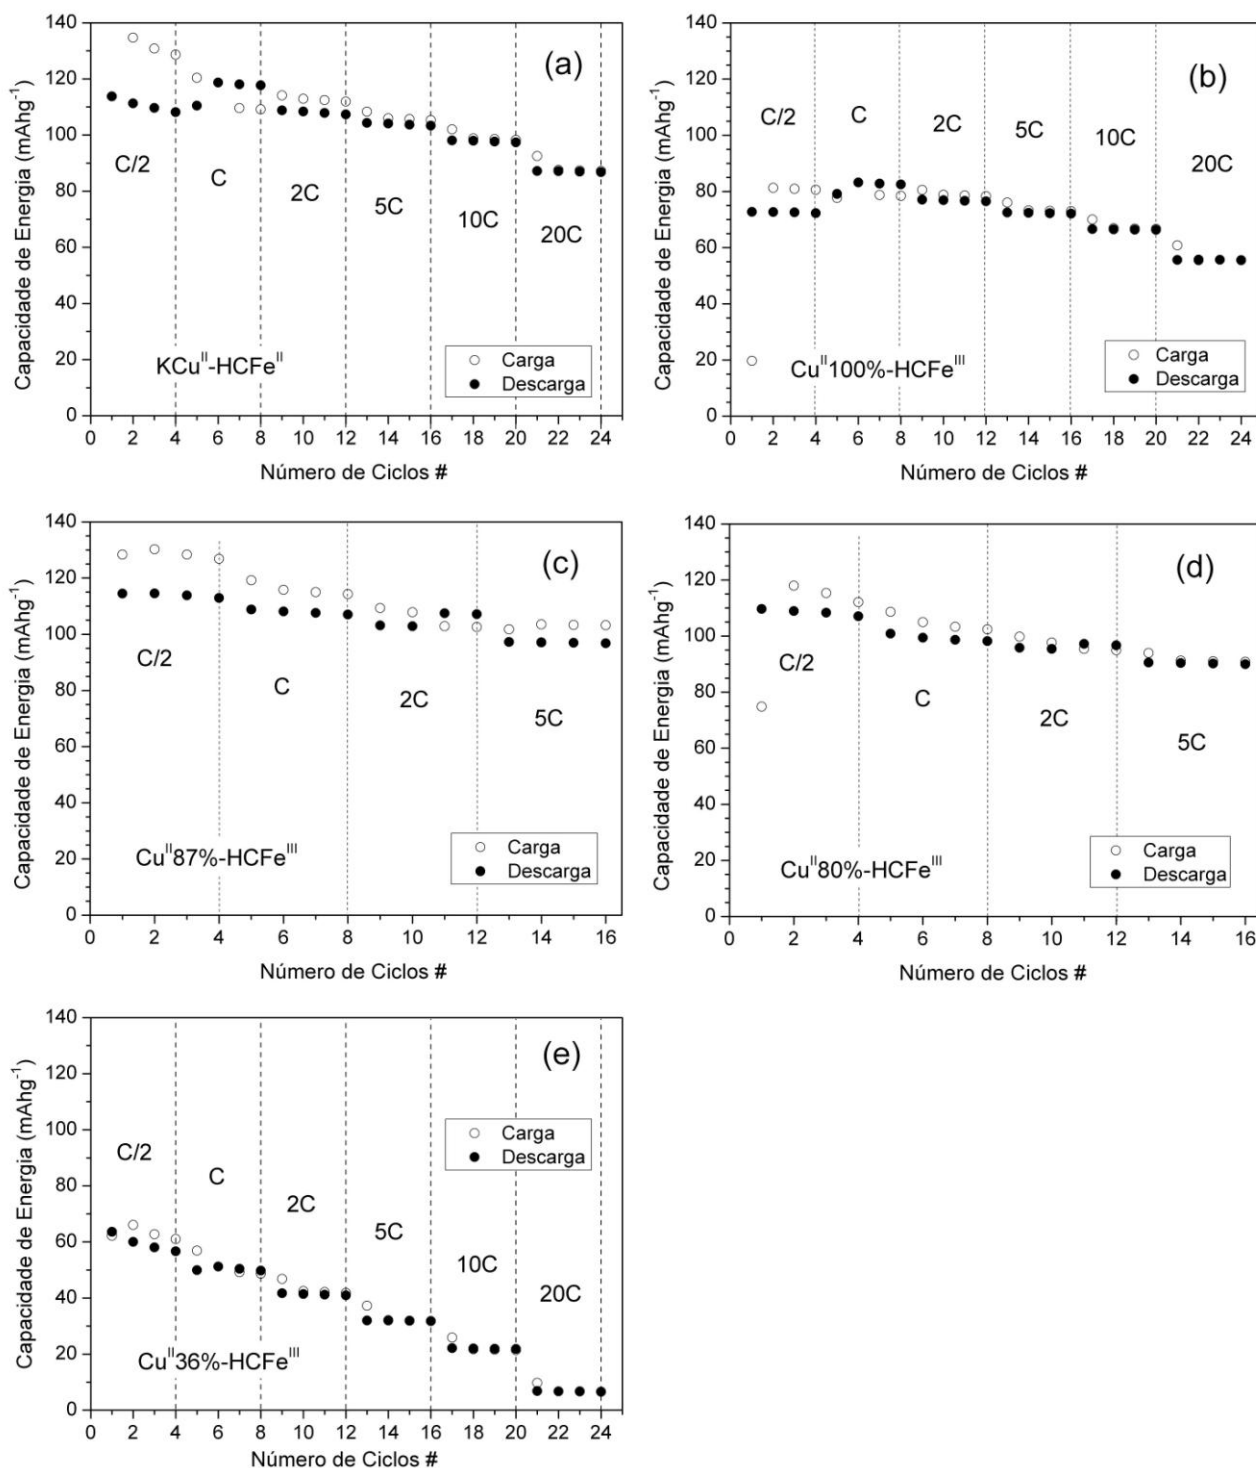 140
120
100
80
60
40
20
0
Capacidade de Energia (mAhg⁻¹)
(a)
C/2
C
2C
5C
10C
20C
KCuᴵᴵ-HCFeᴵᴵ
Carga
Descarga
0 2 4 6 8 10 12 14 16 18 20 22 24
Número de Ciclos #
140
120
100
80
60
40
20
0
Capacidade de Energia (mAhg⁻¹)
(b)
C/2
C
2C
5C
10C
20C
Cuᴵᴵ100%-HCFeᴵᴵᴵ
Carga
Descarga
0 2 4 6 8 10 12 14 16 18 20 22 24
Número de Ciclos #
140
120
100
80
60
40
20
0
Capacidade de Energia (mAhg⁻¹)
(c)
C/2
C
2C
5C
Cuᴵᴵ87%-HCFeᴵᴵᴵ
Carga
Descarga
0 2 4 6 8 10 12 14 16
Número de Ciclos #
140
120
100
80
60
40
20
0
Capacidade de Energia (mAhg⁻¹)
(d)
C/2
C
2C
5C
Cuᴵᴵ80%-HCFeᴵᴵᴵ
Carga
Descarga
0 2 4 6 8 10 12 14 16
Número de Ciclos #
140
120
100
80
60
40
20
0
Capacidade de Energia (mAhg⁻¹)
(e)
Carga
Descarga
C/2
C
2C
5C
10C
20C
Cuᴵᴵ36%-HCFeᴵᴵᴵ
0 2 4 6 8 10 12 14 16 18 20 22 24
Número de Ciclos #